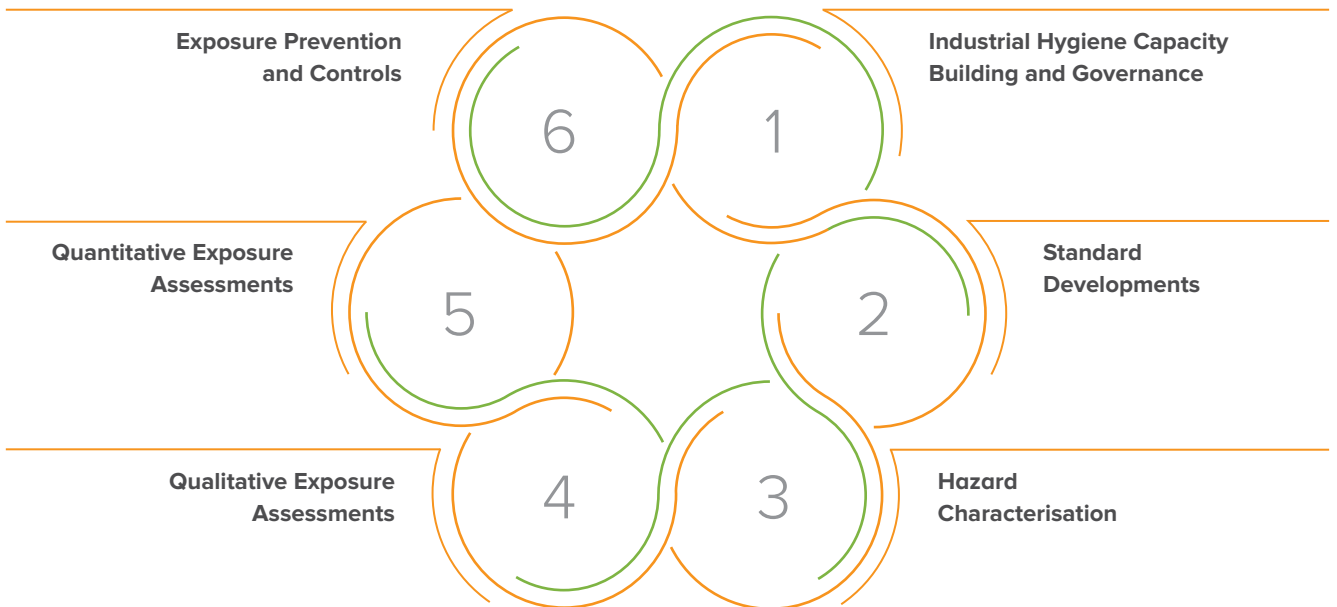 Exposure Prevention
and Controls
6
1
Industrial Hygiene Capacity
Building and Governance
Quantitative Exposure
Assessments
5
2
Standard
Developments
Qualitative Exposure
Assessments
4
3
Hazard
Characterisation